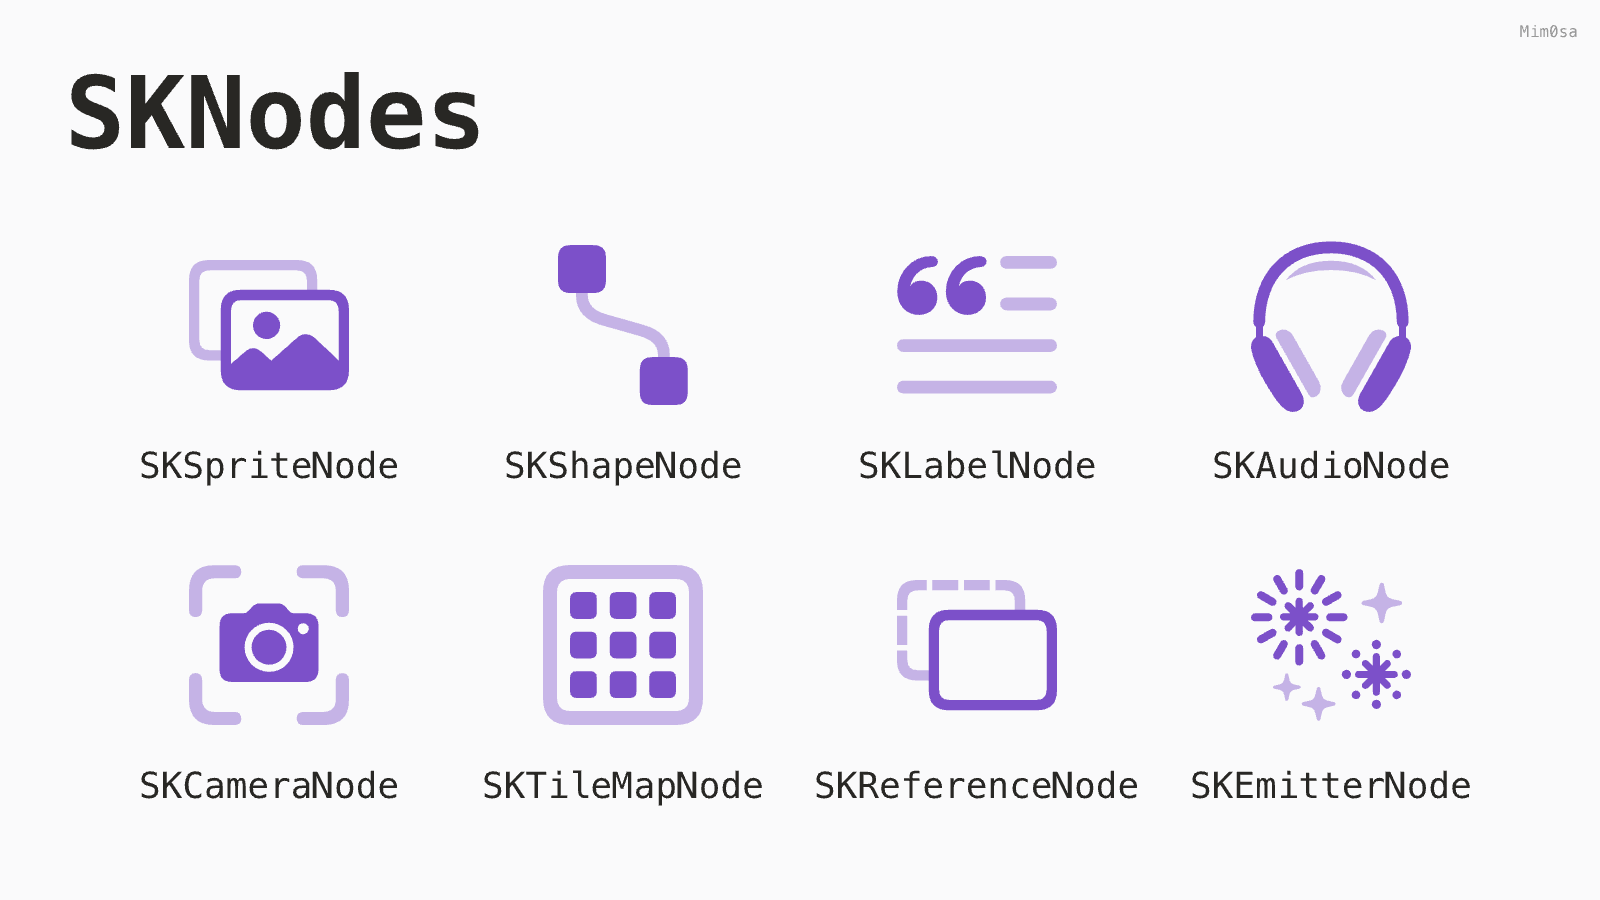 Mim0sa
SKNodes
SKSpriteNode
SKShapeNode
SKLabelNode
SKAudioNode
SKCameraNode
SKTileMapNode
SKReferenceNode
SKEmitterNode